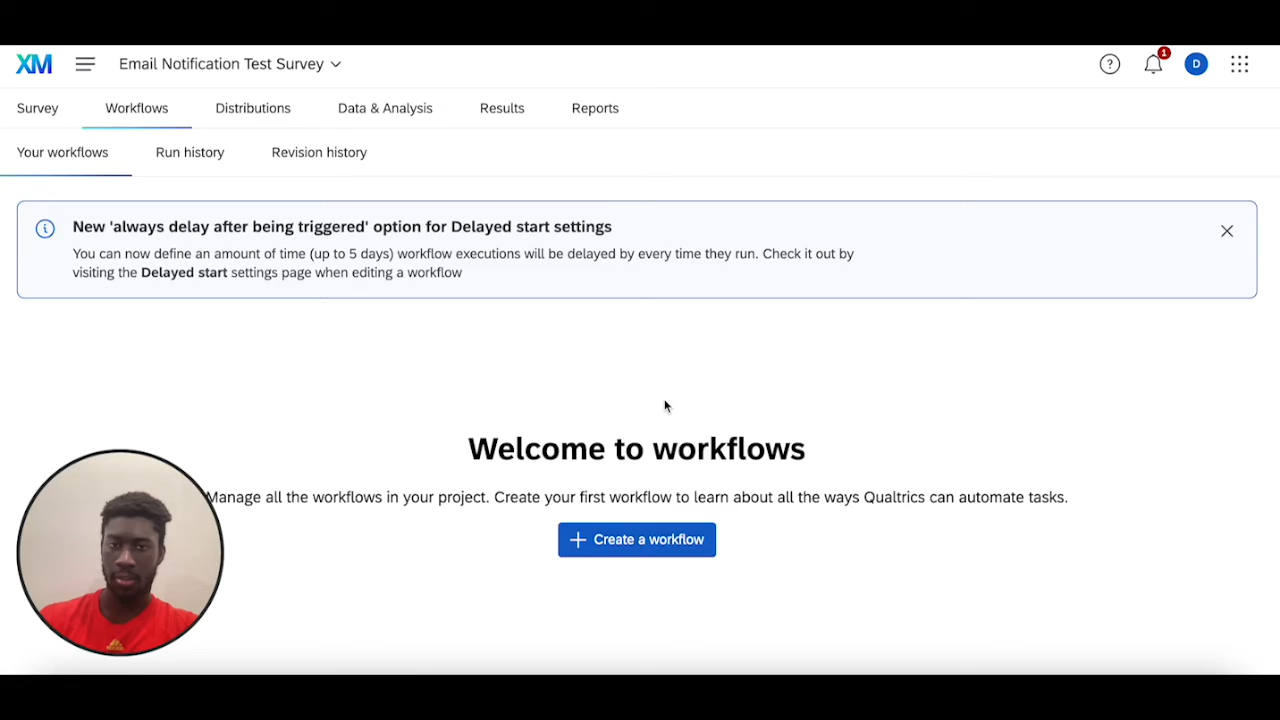 XM
Email Notification Test Survey
1
D
Survey
Workflows
Distributions
Data & Analysis
Results
Reports
Your workflows
Run history
Revision history
New 'always delay after being triggered' option for Delayed start settings
You can now define an amount of time (up to 5 days) workflow executions will be delayed by every time they run. Check it out by
visiting the Delayed start settings page when editing a workflow
Welcome to workflows
Manage all the workflows in your project. Create your first workflow to learn about all the ways Qualtrics can automate tasks.
Create a workflow